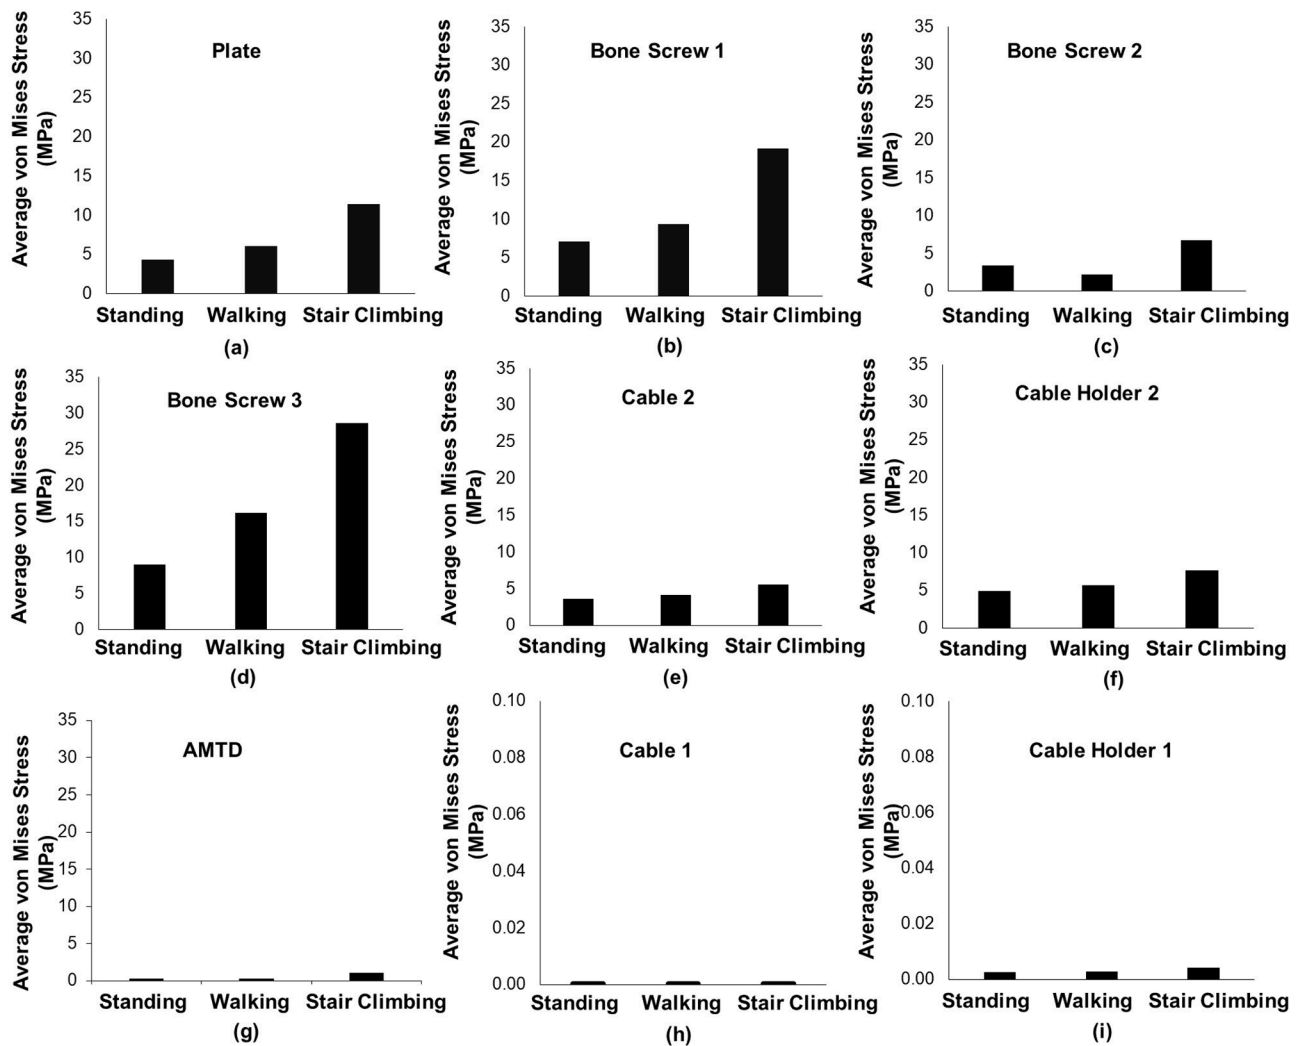 Average von Mises Stress
(MPa)
35
30
25
20
15
10
5
0
Plate
Standing Walking Stair Climbing
(a)
Average von Mises Stress
(MPa)
35
30
25
20
15
10
5
0
Bone Screw 1
Standing Walking Stair Climbing
(b)
Average von Mises Stress
(MPa)
35
30
25
20
15
10
5
0
Bone Screw 2
Standing Walking Stair Climbing
(c)
Average von Mises Stress
(MPa)
35
30
25
20
15
10
5
0
Bone Screw 3
Standing Walking Stair Climbing
(d)
Average von Mises Stress
(MPa)
35
30
25
20
15
10
5
0
Cable 2
Standing Walking Stair Climbing
(e)
Average von Mises Stress
(MPa)
35
30
25
20
15
10
5
0
Cable Holder 2
Standing Walking Stair Climbing
(f)
Average von Mises Stress
(MPa)
35
30
25
20
15
10
5
0
AMTD
Standing Walking Stair Climbing
(g)
Average von Mises Stress
(MPa)
0.10
0.08
0.06
0.04
0.02
0.00
Cable 1
Standing Walking Stair Climbing
(h)
Average von Mises Stress
(MPa)
0.10
0.08
0.06
0.04
0.02
0.00
Cable Holder 1
Standing Walking Stair Climbing
(i)